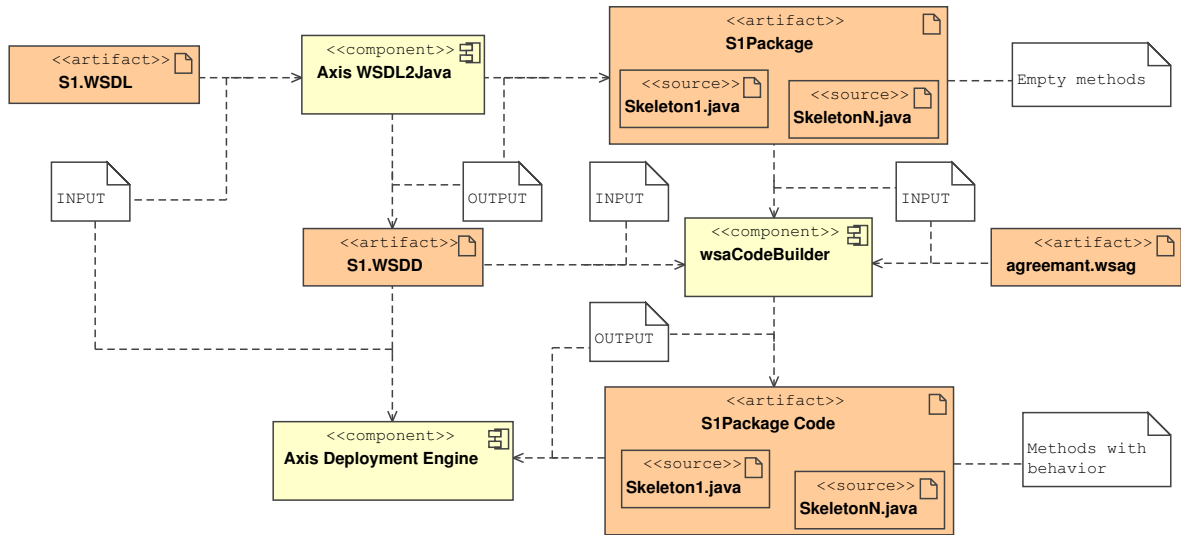 <<artifact>>
S1.WSDL
<<component>>
Axis WSDL2Java
<<artifact>>
S1Package
<<source>>
Skeleton1.java
<<source>>
SkeletonN.java
Empty methods
INPUT
OUTPUT
INPUT
INPUT
<<artifact>>
S1.WSDD
<<component>>
wsaCodeBuilder
<<artifact>>
agreemant.wsag
OUTPUT
<<component>>
Axis Deployment Engine
<<artifact>>
S1Package Code
<<source>>
Skeleton1.java
<<source>>
SkeletonN.java
Methods with
behavior